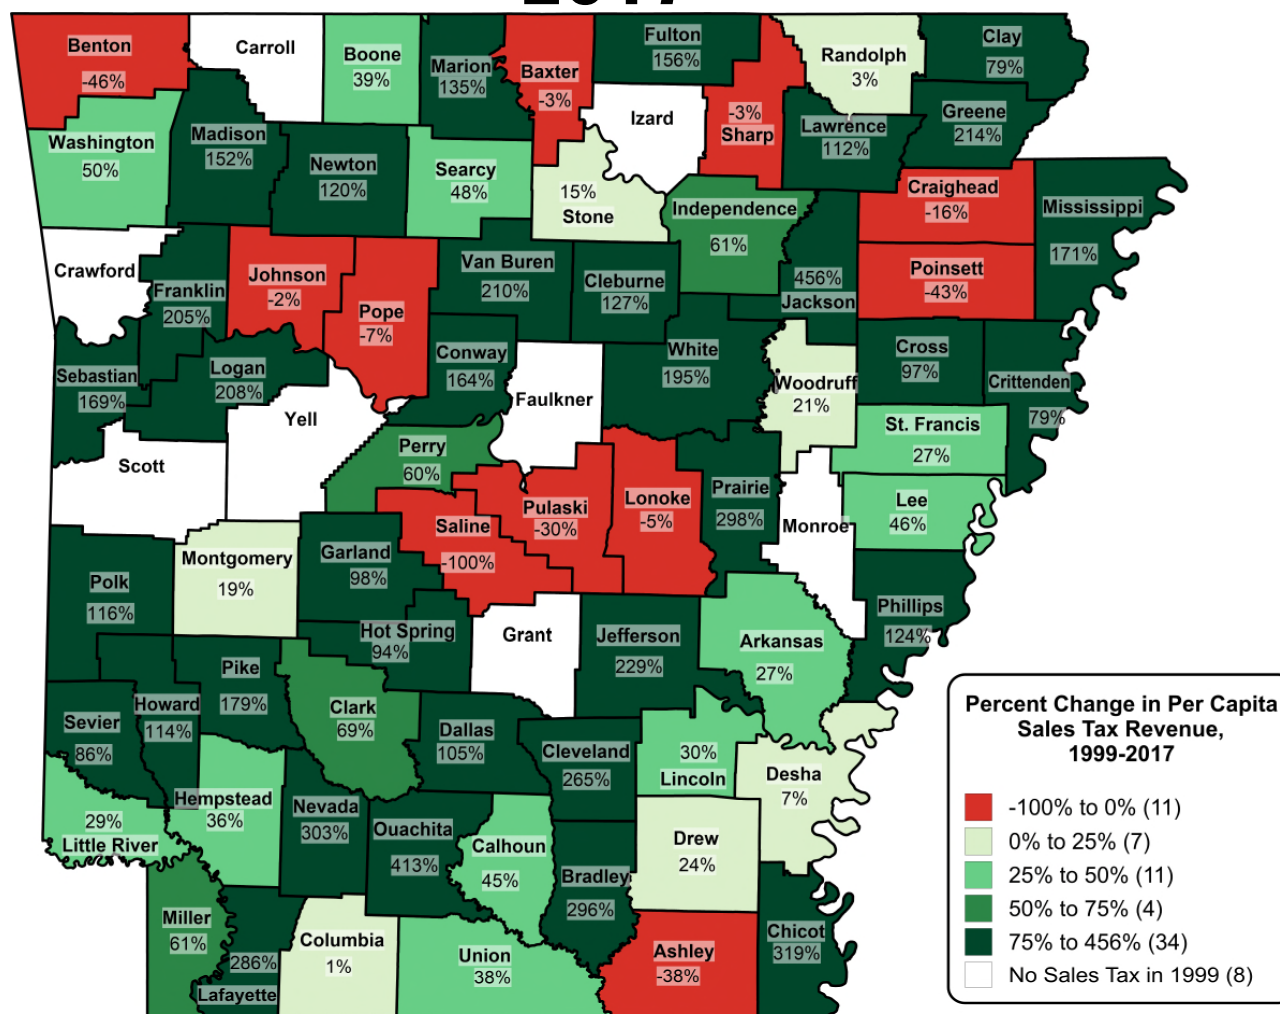 2017
Benton
-46%
Carroll
Boone
39%
Marion
135%
Baxter
-3%
Fulton
156%
Izard
-3%
Sharp
Randolph
3%
Clay
79%
Lawrence
112%
Greene
214%
Washington
50%
Madison
152%
Newton
120%
Searcy
48%
15%
Stone
Independence
61%
Craighead
-16%
Mississippi
171%
Crawford
Franklin
205%
Johnson
-2%
Pope
-7%
Van Buren
210%
Cleburne
127%
456%
Jackson
Poinsett
-43%
Sebastian
169%
Logan
208%
Conway
164%
Faulkner
White
195%
Woodruff
21%
Cross
97%
Crittenden
79%
Scott
Yell
Perry
60%
St. Francis
27%
Saline
-100%
Pulaski
-30%
Lonoke
-5%
Prairie
298%
Monroe
Lee
46%
Polk
116%
Montgomery
19%
Garland
98%
Hot Spring
94%
Grant
Jefferson
229%
Arkansas
27%
Phillips
124%
Sevier
86%
Howard
114%
Pike
179%
Clark
69%
Dallas
105%
Cleveland
265%
30%
Lincoln
Desha
7%
29%
Little River
Hempstead
36%
Nevada
303%
Ouachita
413%
Calhoun
45%
Bradley
296%
Drew
24%
Miller
61%
286%
Lafayette
Columbia
1%
Union
38%
Ashley
-38%
Chicot
319%
Percent Change in Per Capita
Sales Tax Revenue,
1999-2017
-100% to 0% (11)
0% to 25% (7)
25% to 50% (11)
50% to 75% (4)
75% to 456% (34)
No Sales Tax in 1999 (8)